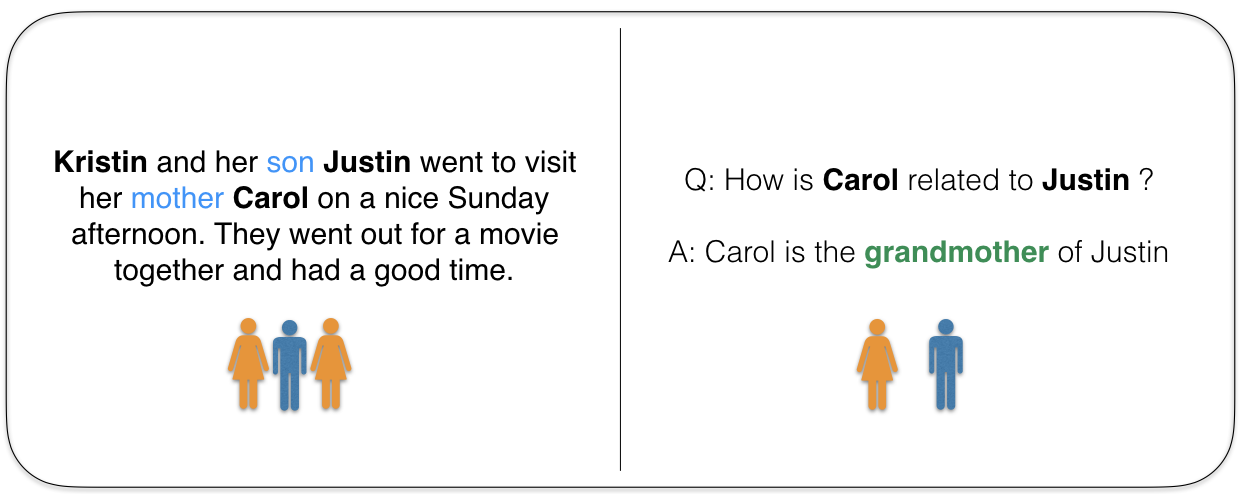 Kristin and her son Justin went to visit
her mother Carol on a nice Sunday
afternoon. They went out for a movie
together and had a good time.
Q: How is Carol related to Justin ?
A: Carol is the grandmother of Justin